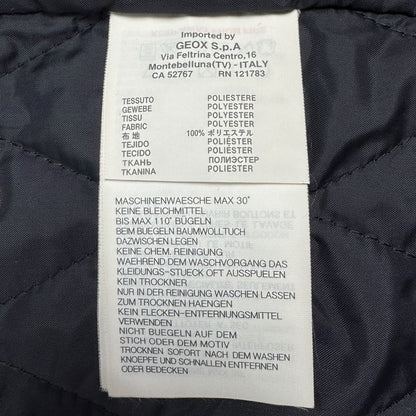 Imported by
GEOX S.p.A
Via Feltrina Centro,16
Montebelluna(TV) - ITALY
CA 52767 RN 121783
TESSUTO POLIESTERE
GEWEBE POLYESTER
TISSU POLYESTER
FABRIC POLYESTER
布 地 100% ポリエステル
TEJIDO POLIESTER
TECIDO POLIESTER
ТКАНЬ ПОЛИЭСТЕР
TKANINA POLIESTER
MASCHINENWAESCHE MAX 30°
KEINE BLEICHMITTEL
BIS MAX 110° BÜGELN
BEIM BUEGELN BAUMWOLLTUCH
DAZWISCHEN LEGEN
KEINE CHEM. REINIGUNG
WAEHREND DEM WASCHVORGANG DAS
KLEIDUNGS-STUECK OFT AUSSPUELEN
KEIN TROCKNER
NUR IN DER REINIGUNG WASCHEN LASSEN
ZUM TROCKNEN HAENGEN
KEIN FLECKEN-ENTFERNUNGSMITTEL
VERWENDEN
NICHT BUEGELN AUF DEM
STICH ODER DEM MOTIV
TROCKNEN SOFORT NACH DEM WASHEN
KNOEPFE UND SCHNALLEN ENTFERNEN
ODER BEDECKEN